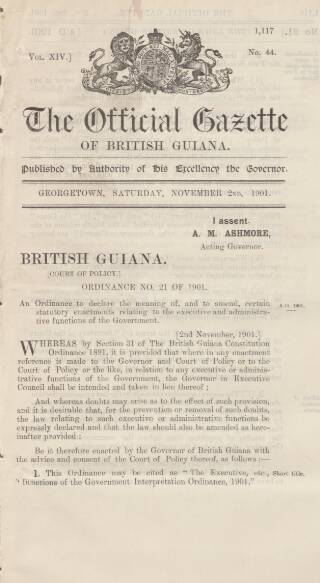 1,117
VOL. XIV.]
No. 44.
The Official Gazette
OF BRITISH GUIANA.
Published by Authority of His Excellency the Governor.
GEORGETOWN, SATURDAY, NOVEMBER 2ND, 1901.
I assent.
A. M. ASHMORE,
Acting Governor.
BRITISH GUIANA.
[COURT OF POLICY.]
ORDINANCE NO. 21 OF 1901.
An Ordinance to declare the meaning of, and to amend, certain
statutory enactments relating to the executive and administra-
tive functions of the Government.
A.D. 1901.
[2nd November, 1901.]
WHEREAS by Section 31 of The British Guiana Constitution
Ordinance 1891, it is provided that where in any enactment
reference is made to the Governor and Court of Policy or to the
Court of Policy or the like, in relation to any executive or adminis-
trative functions of the Government, the Governor in Executive
Council shall be intended and taken in lieu thereof ;
And whereas doubts may arise as to the effect of such provision,
and it is desirable that, for the prevention or removal of such doubts,
the law relating to such executive or administrative functions be
expressly declared and that the law should also be amended as here-
inafter provided :
Be it therefore enacted by the Governor of British Guiana with
the advice and consent of the Court of Policy thereof, as follows :—
1. This Ordinance may be cited as " The Executive, etc., Short title.
" Functions of the Government Interpretation Ordinance, 1901."